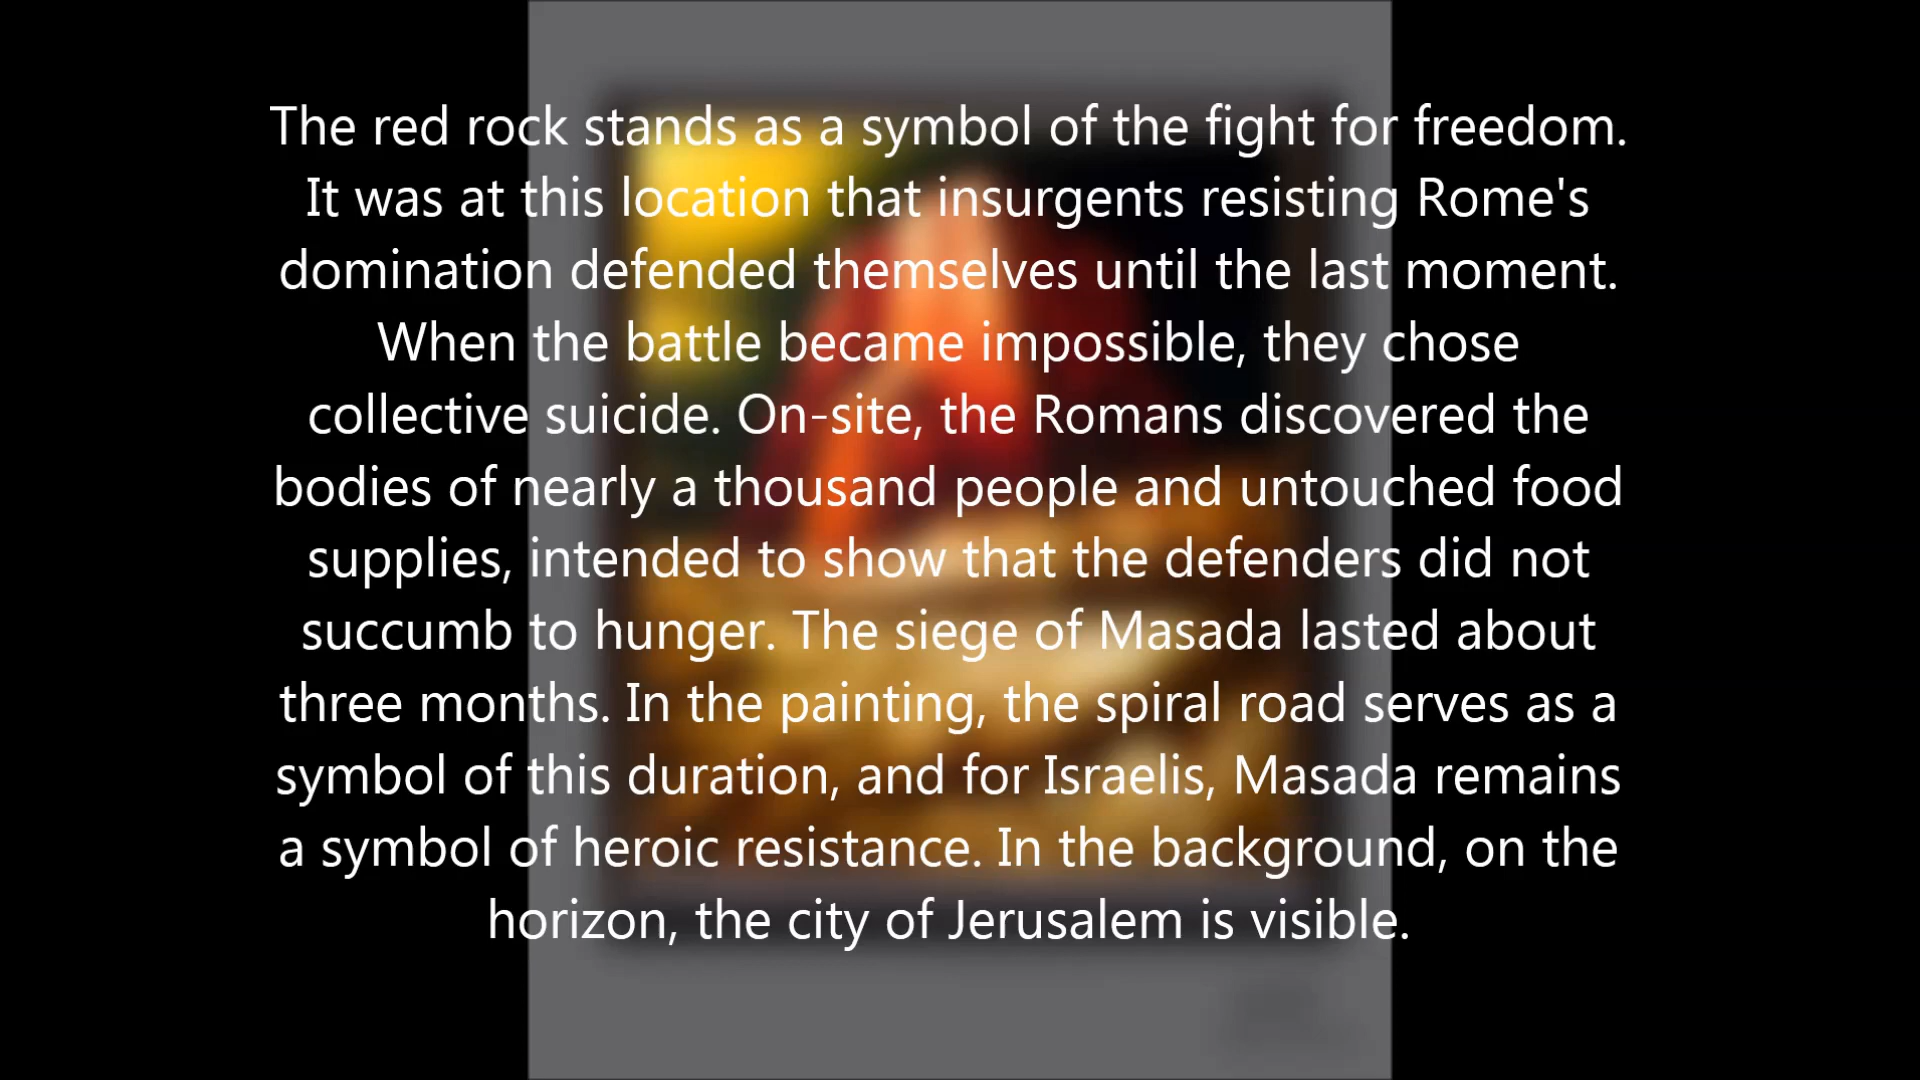 The red rock stands as a symbol of the fight for freedom.
It was at this location that insurgents resisting Rome's
domination defended themselves until the last moment.
When the battle became impossible, they chose
collective suicide. On-site, the Romans discovered the
bodies of nearly a thousand people and untouched food
supplies, intended to show that the defenders did not
succumb to hunger. The siege of Masada lasted about
three months. In the painting, the spiral road serves as a
symbol of this duration, and for Israelis, Masada remains
a symbol of heroic resistance. In the background, on the
horizon, the city of Jerusalem is visible.